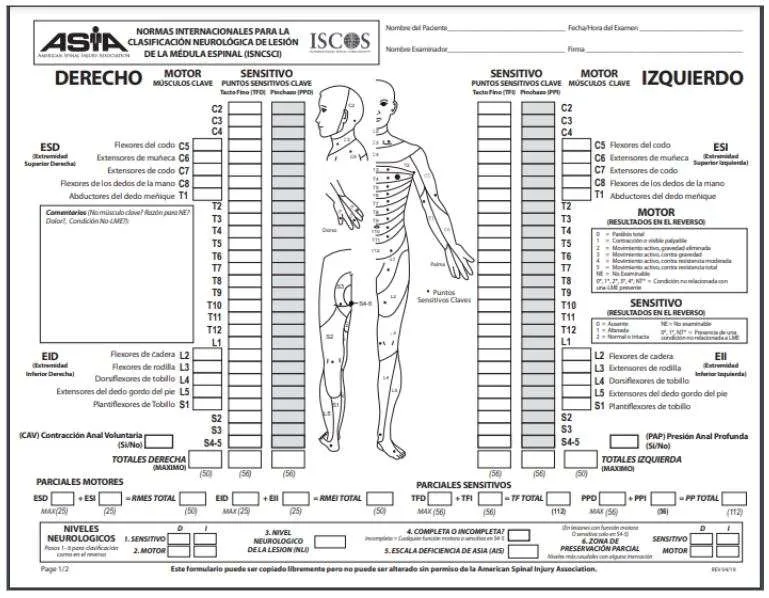 ASIA
AMERICAN SPINAL INJURY ASSOCIATION
NORMAS INTERNACIONALES PARA LA
CLASIFICACIÓN NEUROLÓGICA DE LESIÓN
DE LA MÉDULA ESPINAL (ISNCSCI)
ISCOS
Nombre del Paciente
Fecha/Hora del Examen
Nombre Examinador
Firma
DERECHO
MOTOR
MÚSCULOS CLAVE
SENSITIVO
PUNTOS SENSITIVOS CLAVE
Tacto Fino (TFD) Pinchazo (PPD)
C2
C3
C4
ESD
(Extremidad
Superior Derecha)
Flexores del codo C5
Extensores de muñeca C6
Extensores de codo C7
Flexores de los dedos de la mano C8
Abductores del dedo meñique T1
Comentarios (No músculo clave? Razón para NE?
Dolor?, Condición No-LME?):
T2
T3
T4
T5
T6
T7
T8
T9
T10
T11
T12
L1
EID
(Extremidad
Inferior Derecha)
Flexores de cadera L2
Flexores de rodilla L3
Dorsiflexores de tobillo L4
Extensores del dedo gordo del pie L5
Plantiflexores de Tobillo S1
S2
S3
S4-5
(CAV) Contracción Anal Voluntaria
(Si/No)
TOTALES DERECHA
(MAXIMO)
(50) (56) (56)
Dorso
Palma
S4-5
• Puntos
Sensitivos Claves
SENSITIVO
PUNTOS SENSITIVOS CLAVE
Tacto Fino (TFI) Pinchazo (PPI)
MOTOR
MÚSCULOS CLAVE
IZQUIERDO
C2
C3
C4
C5 Flexores del codo
C6 Extensores de muñeca
C7 Extensores de codo
C8 Flexores de los dedos de la mano
T1 Abductores del dedo meñique
ESI
(Extremidad
Superior Izquierda)
T2
T3
T4
T5
T6
T7
T8
T9
T10
T11
T12
L1
MOTOR
(RESULTADOS EN EL REVERSO)
0 = Parálisis total
1 = Contracción o visible palpable
2 = Movimiento activo, gravedad eliminada
3 = Movimiento activo, contra gravedad
4 = Movimiento activo, contra resistencia moderada
5 = Movimiento activo, contra resistencia total
NE = No Examinable
0*, 1*, 2*, 3*, 4*, NT* = Condición no relacionada con
una LME presente
SENSITIVO
(RESULTADOS EN EL REVERSO)
0 = Ausente
1 = Alterada
2 = Normal o intacta
NE = No examinable
0*, 1*, NT* = Presencia de una
condición no relacionada a LME
L2 Flexores de cadera
L3 Extensores de rodilla
L4 Dorsiflexores de tobillo
L5 Extensores del dedo gordo del pie
S1 Plantiflexores de tobillo
EII
(Extremidad
Inferior Izquierda)
S2
S3
S4-5
(PAP) Presión Anal Profunda
(Si/No)
TOTALES IZQUIERDA
(MAXIMO)
(56) (56) (50)
PARCIALES MOTORES
ESD + ESI = RMES TOTAL EID + EII = RMEI TOTAL
MAX (25) (25) (50) MAX (25) (25) (50)
PARCIALES SENSITIVOS
TFD + TFI = TF TOTAL PPD + PPI = PP TOTAL
MAX (56) (56) (112) MAX (56) (56) (112)
NIVELES
NEUROLOGICOS
Pasos 1- 6 para clasificación
como en el reverso
D I
1. SENSITIVO
2. MOTOR
3. NIVEL
NEUROLOGICO
DE LA LESION (NLI)
4. COMPLETA O INCOMPLETA?
Incompleta = Cualquier función motora o sensitiva en S4-5
5. ESCALA DEFICIENCIA DE ASIA (AIS)
(En lesiones con función motora
O sensitiva solo en S4-5)
6. ZONA DE
PRESERVACIÓN PARCIAL
Niveles más caudales con alguna inervación
D I
SENSITIVO
MOTOR
Page 1/2
Este formulario puede ser copiado libremente pero no puede ser alterado sin permiso de la American Spinal Injury Association.
REV 04/19